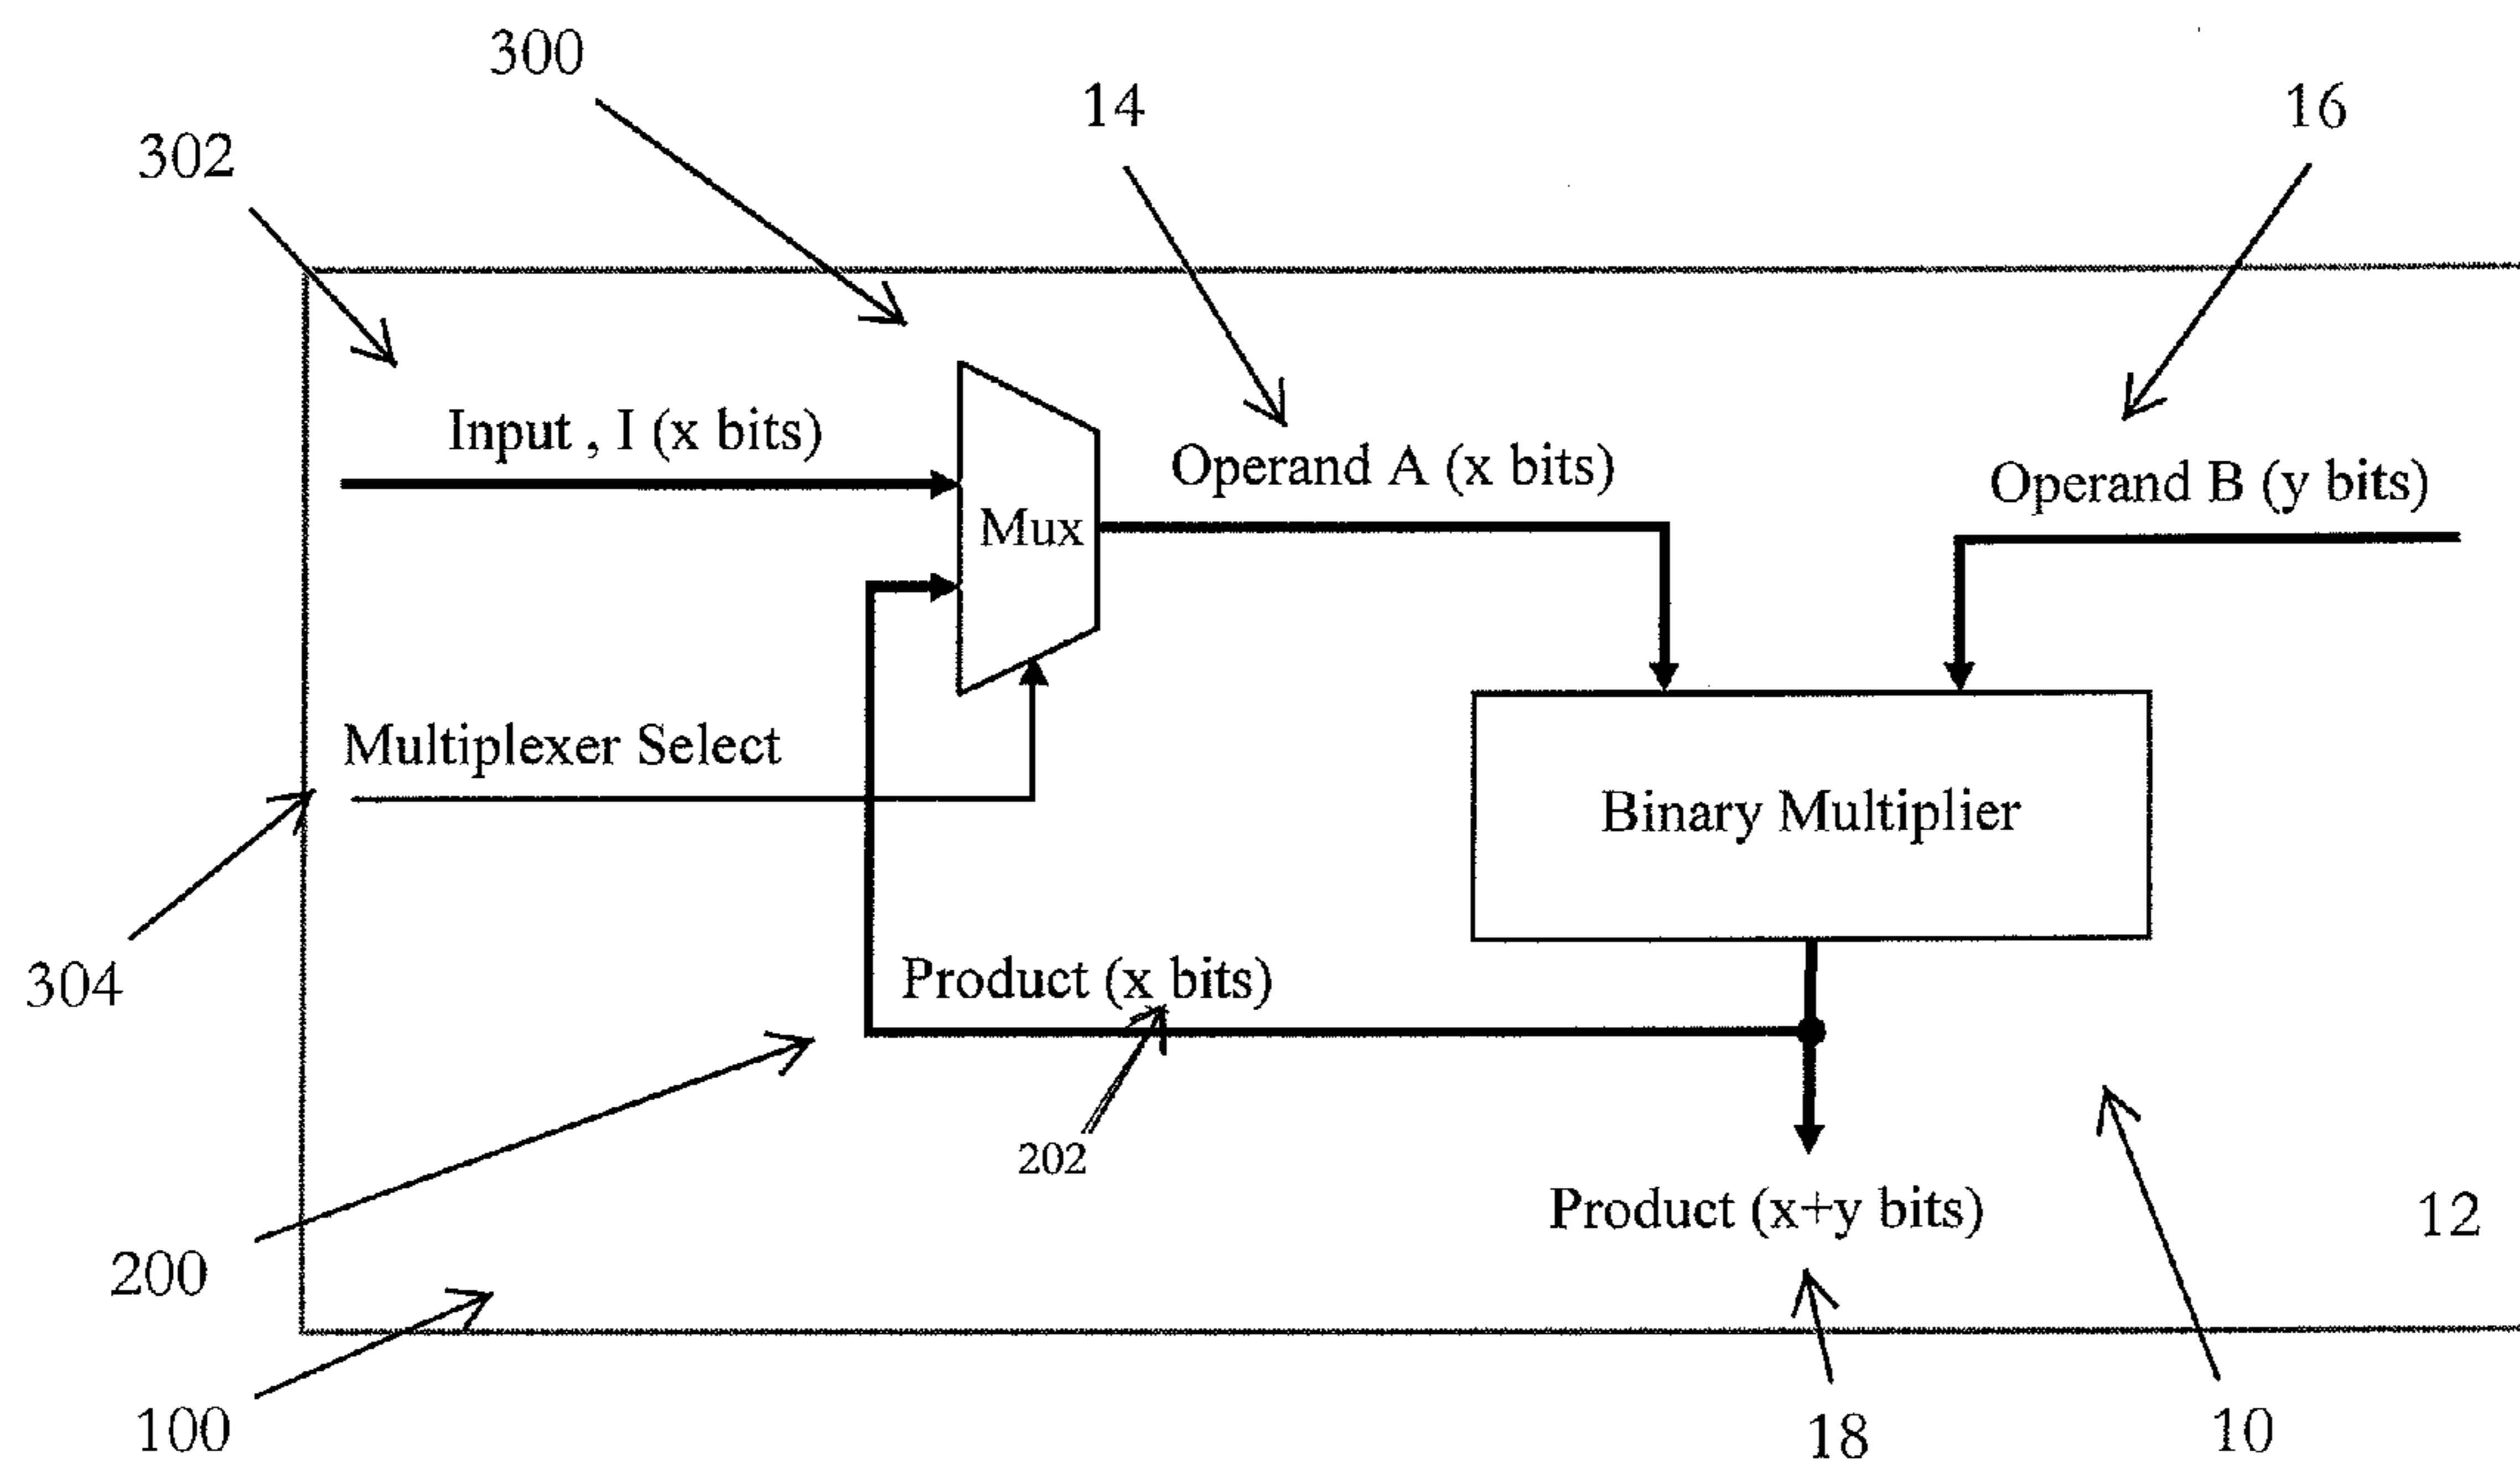 300
14
16
302
Input , I (x bits)
Operand A (x bits)
Operand B (y bits)
Mux
Multiplexer Select
Binary Multiplier
304
Product (x bits)
202
Product (x+y bits)
12
200
100
18
10